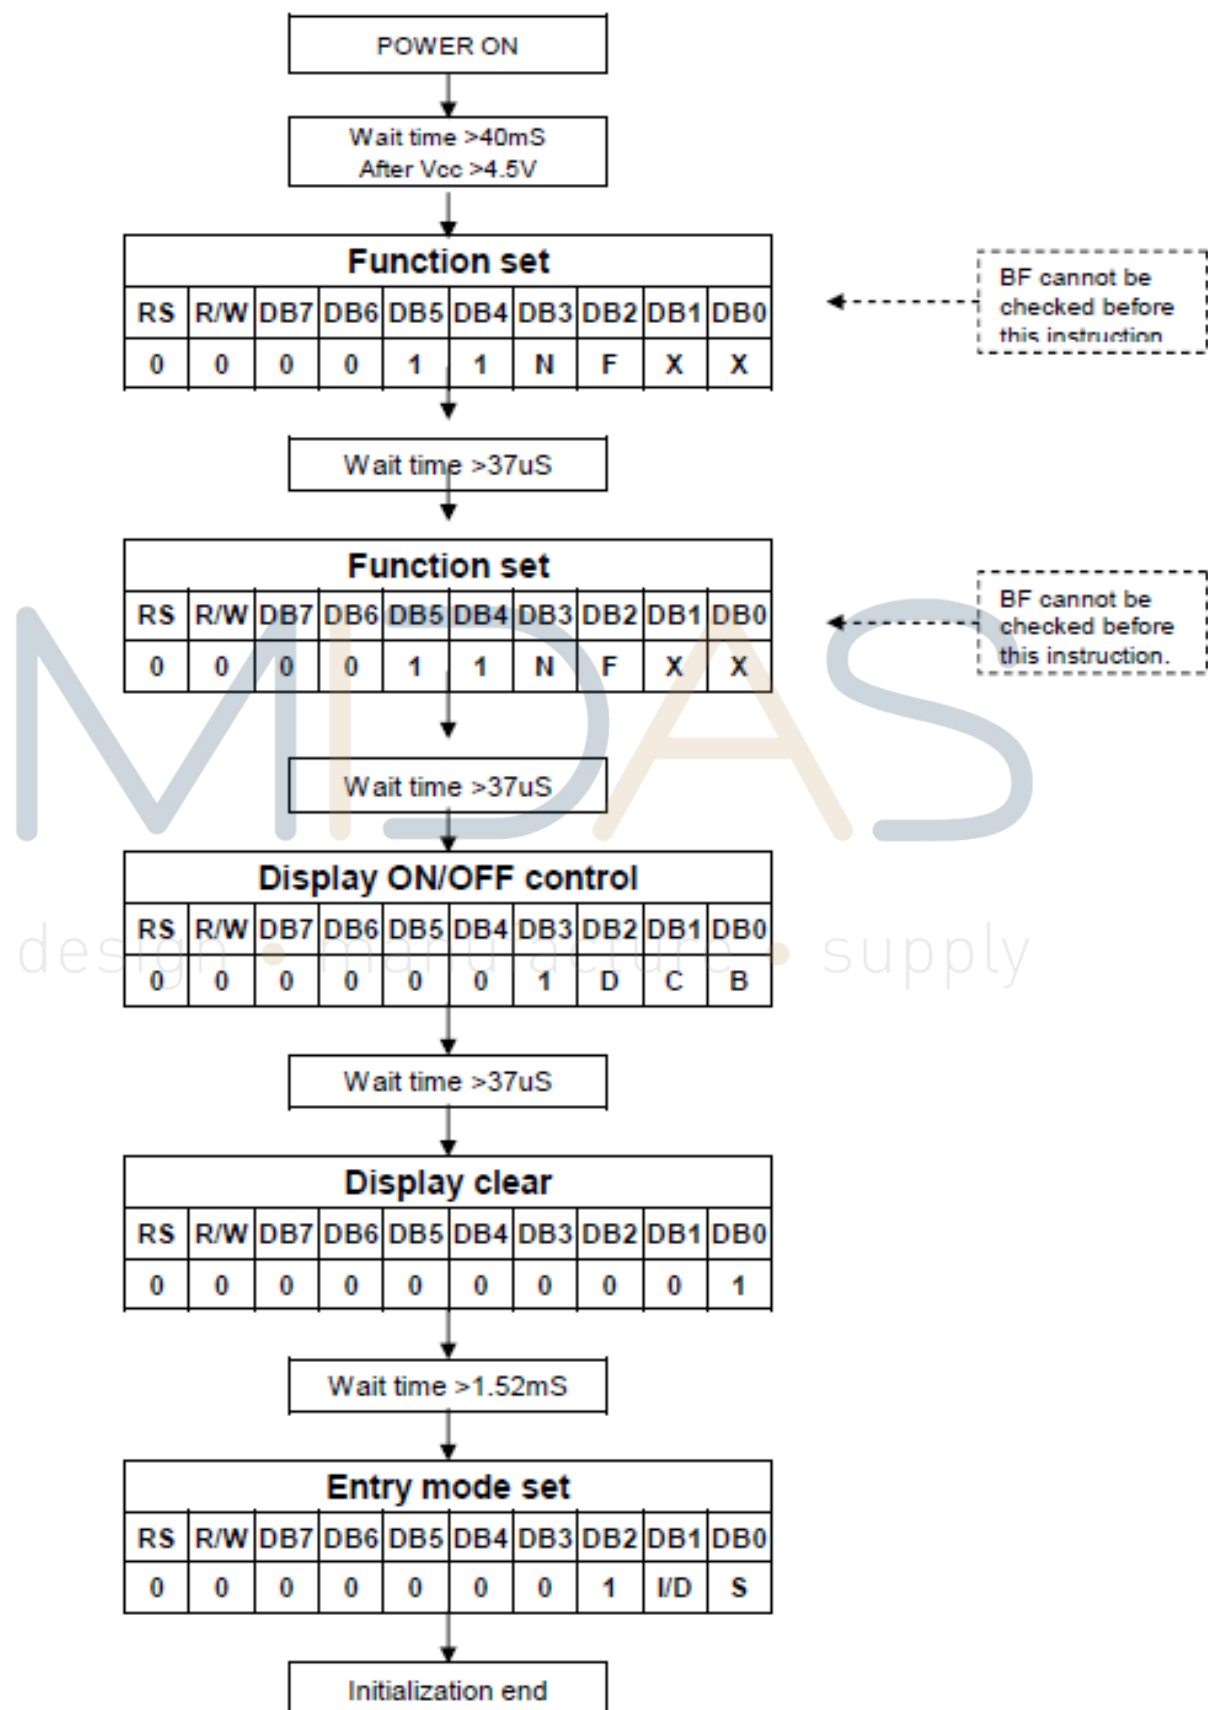 POWER ON
Wait time >40mS
After Vcc >4.5V
Function set
RS R/W DB7 DB6 DB5 DB4 DB3 DB2 DB1 DB0
0 0 0 0 1 1 N F X X
BF cannot be
checked before
this instruction
Wait time >37uS
Function set
RS R/W DB7 DB6 DB5 DB4 DB3 DB2 DB1 DB0
0 0 0 0 1 1 N F X X
BF cannot be
checked before
this instruction.
MIDAS
design • manufacture • supply
Wait time >37uS
Display ON/OFF control
RS R/W DB7 DB6 DB5 DB4 DB3 DB2 DB1 DB0
0 0 0 0 0 0 1 D C B
Wait time >37uS
Display clear
RS R/W DB7 DB6 DB5 DB4 DB3 DB2 DB1 DB0
0 0 0 0 0 0 0 0 0 1
Wait time >1.52mS
Entry mode set
RS R/W DB7 DB6 DB5 DB4 DB3 DB2 DB1 DB0
0 0 0 0 0 0 0 1 I/D S
Initialization end